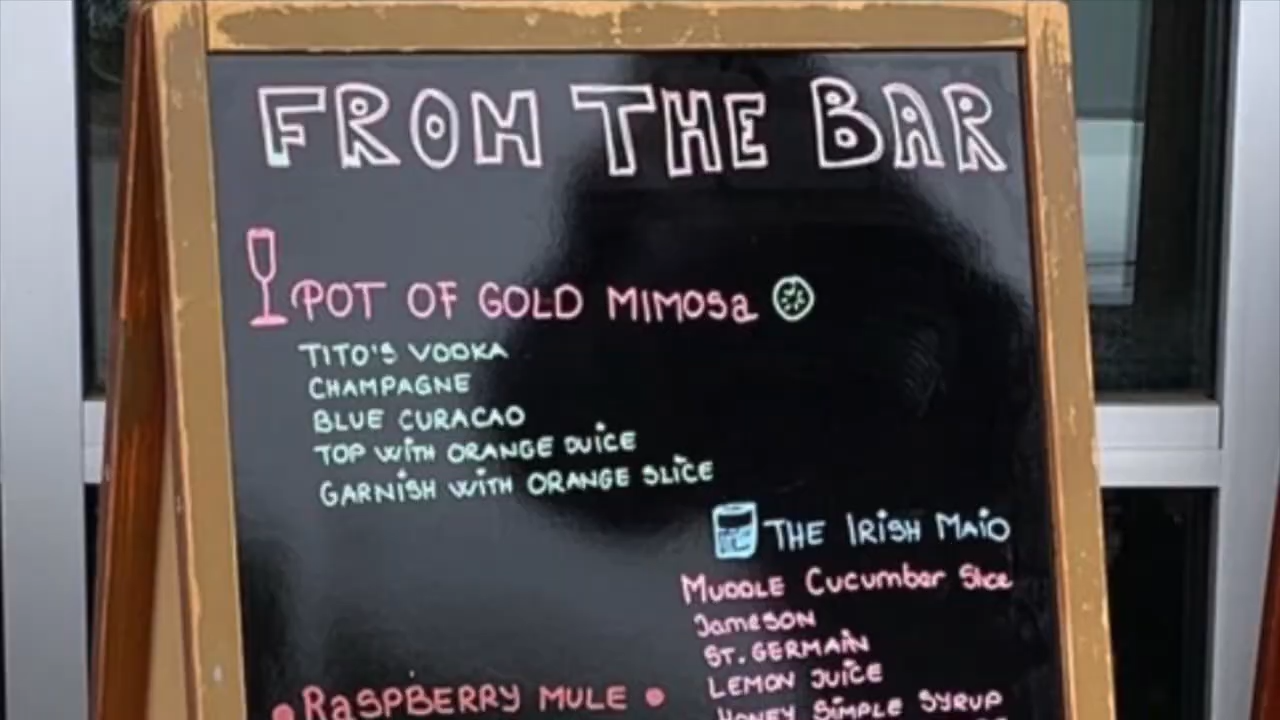 FROM THE BAR
POT OF GOLD MIMOSa
TITO'S VODKA
CHAMPAGNE
BLUE CURACAO
TOP WiTH ORANGE JUiCE
GARNiSH WiTH ORANGE SLiCE
THE IRiSH MAiD
MUDDLE Cucumber Slice
JameSON
ST. GERMAiN
LEMON JUiCE
HONEY SiMPLE SYRUP
RaSPBERRY MULE